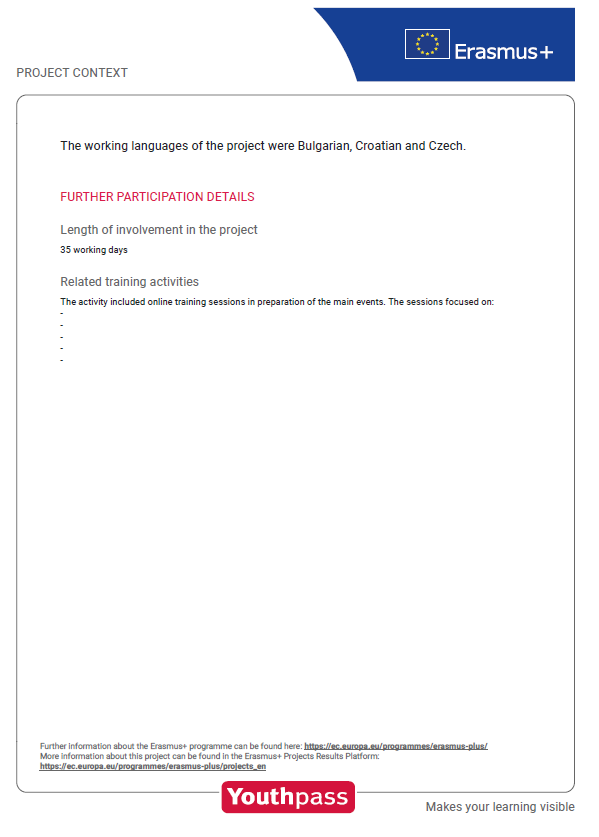 Erasmus+
PROJECT CONTEXT
The working languages of the project were Bulgarian, Croatian and Czech.
FURTHER PARTICIPATION DETAILS
Length of involvement in the project
35 working days
Related training activities
The activity included online training sessions in preparation of the main events. The sessions focused on:
-
-
-
-
-
Further information about the Erasmus+ programme can be found here: https://ec.europa.eu/programmes/erasmus-plus/
More information about this project can be found in the Erasmus+ Projects Results Platform:
https://ec.europa.eu/programmes/erasmus-plus/projects_en
Youthpass
Makes your learning visible